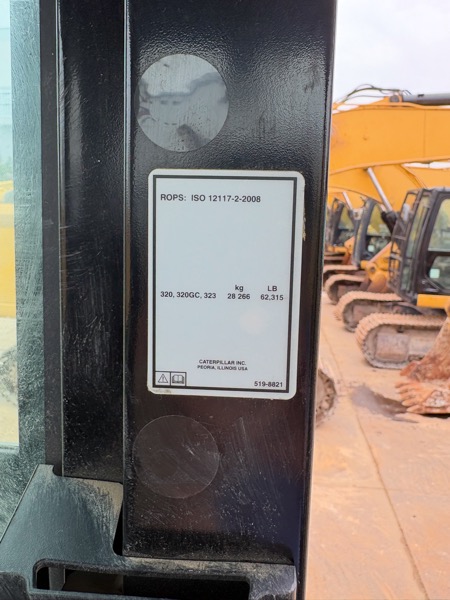 ROPS: ISO 12117-2-2008
kg LB
320, 320GC, 323 28 266 62,315
CATERPILLAR INC.
PEORIA, ILLINOIS USA
519-8821